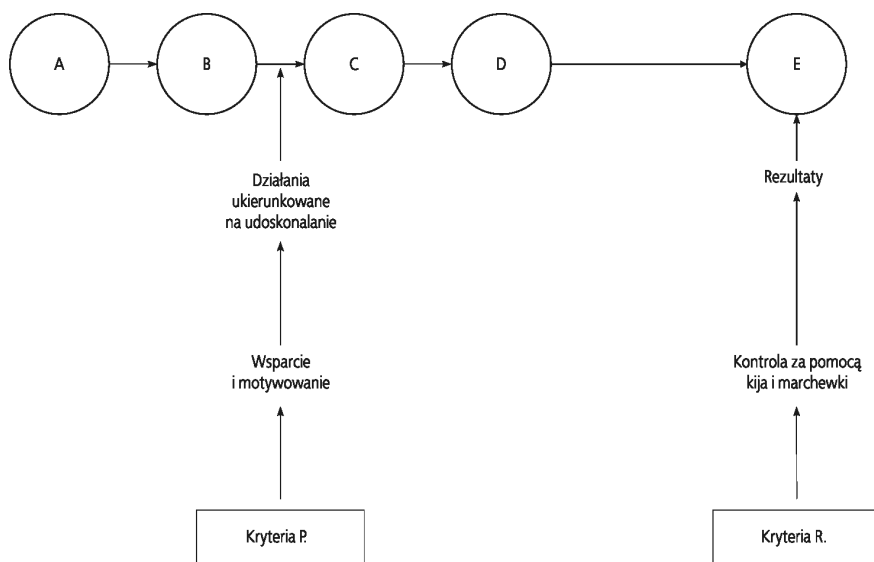 A
B
C
D
E
Działania
ukierunkowane
na udoskonalanie
Rezultaty
Wsparcie
i motywowanie
Kontrola za pomocą
kija i marchewki
Kryteria P.
Kryteria R.